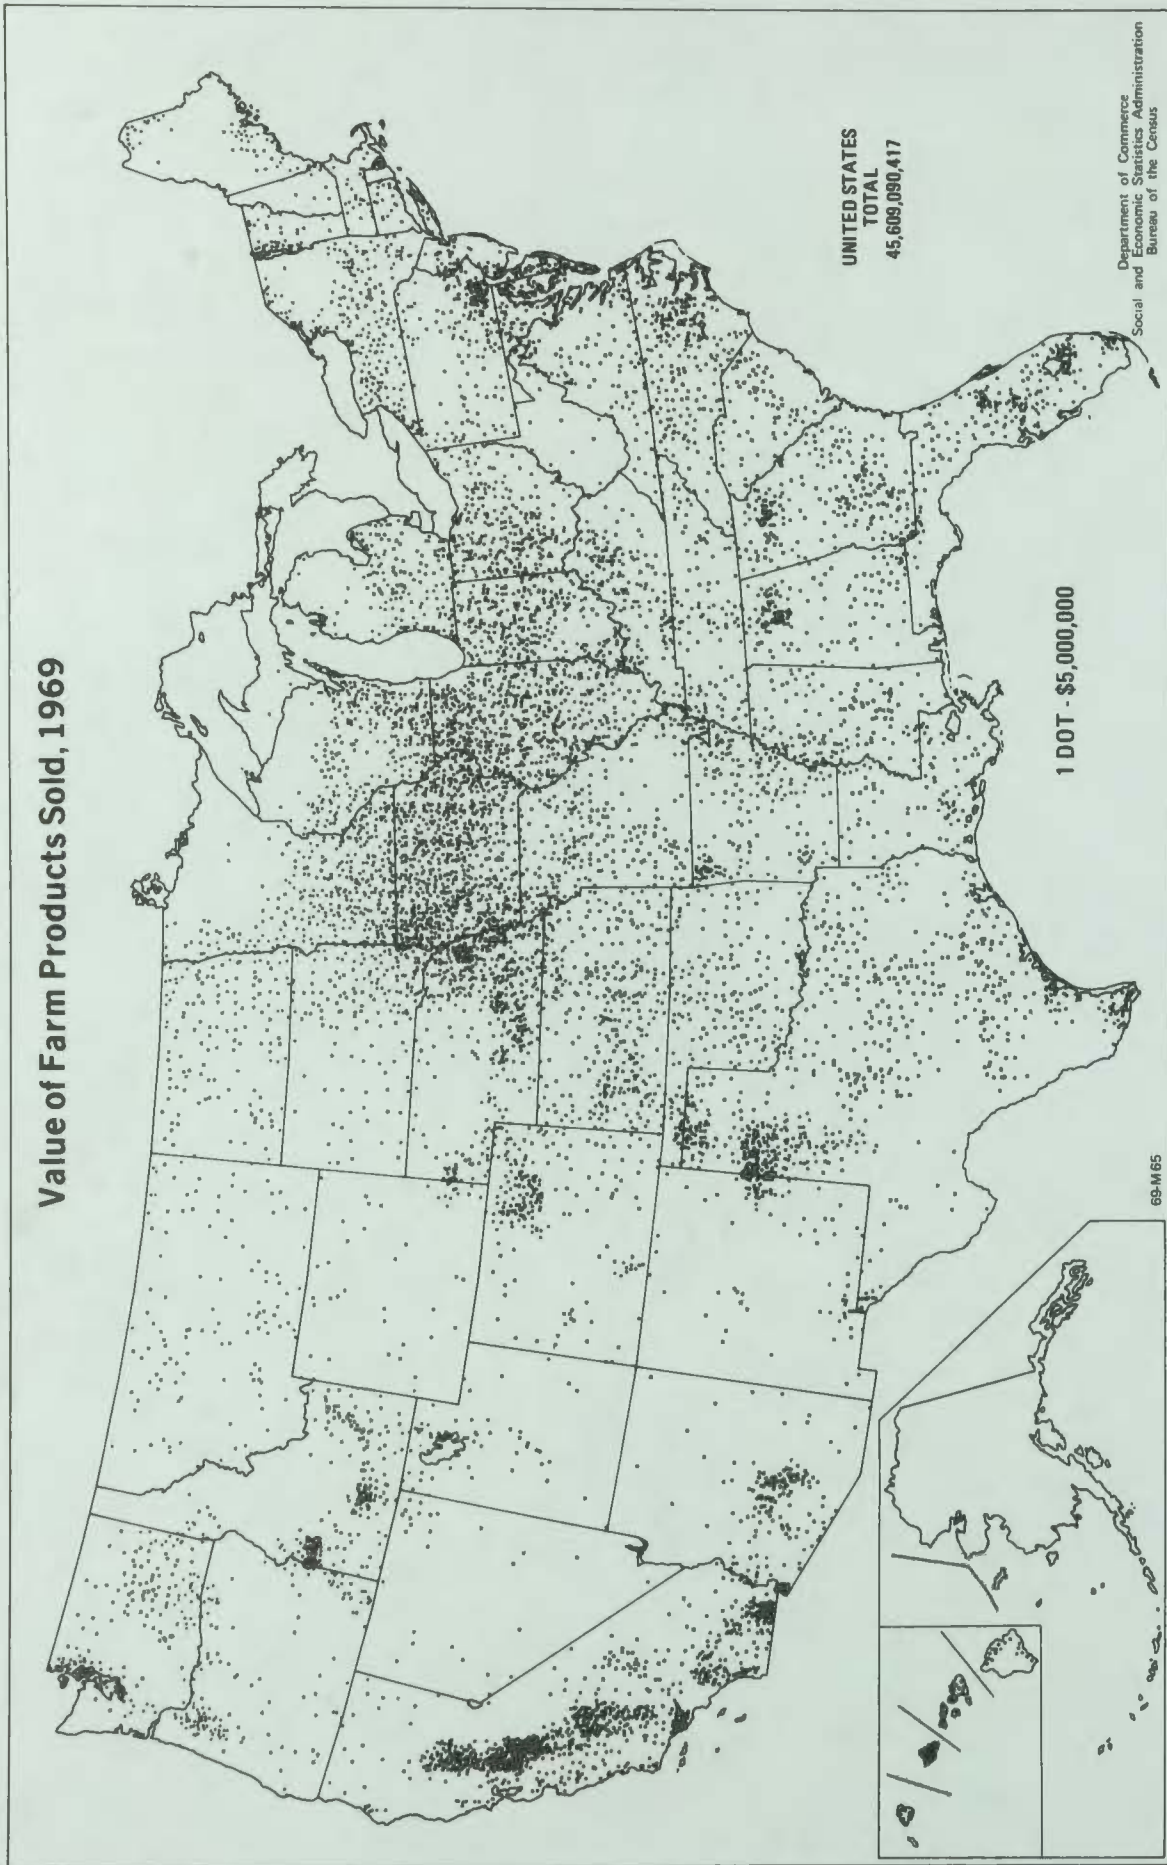 Value of Farm Products Sold, 1969
UNITED STATES
TOTAL
45,609,090,417
1 DOT - $5,000,000
69-M65
Department of Commerce
Social and Economic Statistics Administration
Bureau of the Census